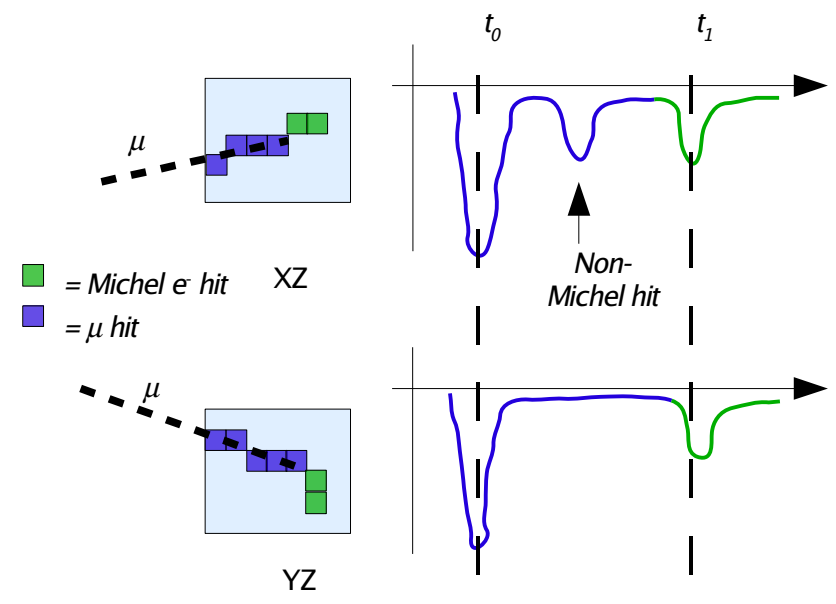 t₀
t₁
μ
Non-
Michel hit
= Michel e⁻ hit
XZ
= μ hit
μ
YZ